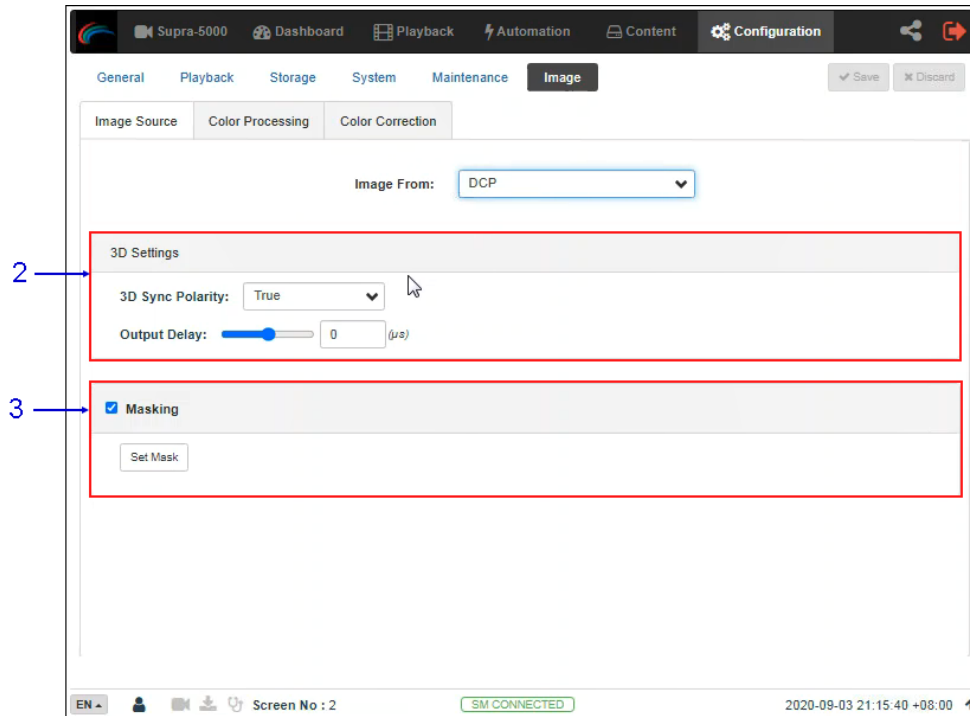 Supra-5000 Dashboard Playback Automation Content Configuration
General Playback Storage System Maintenance Image Save Discard
Image Source Color Processing Color Correction
Image From: DCP
3D Settings
2
3D Sync Polarity: True
Output Delay: 0 (µs)
3 Masking
Set Mask
EN Screen No : 2 SM CONNECTED 2020-09-03 21:15:40 +08:00